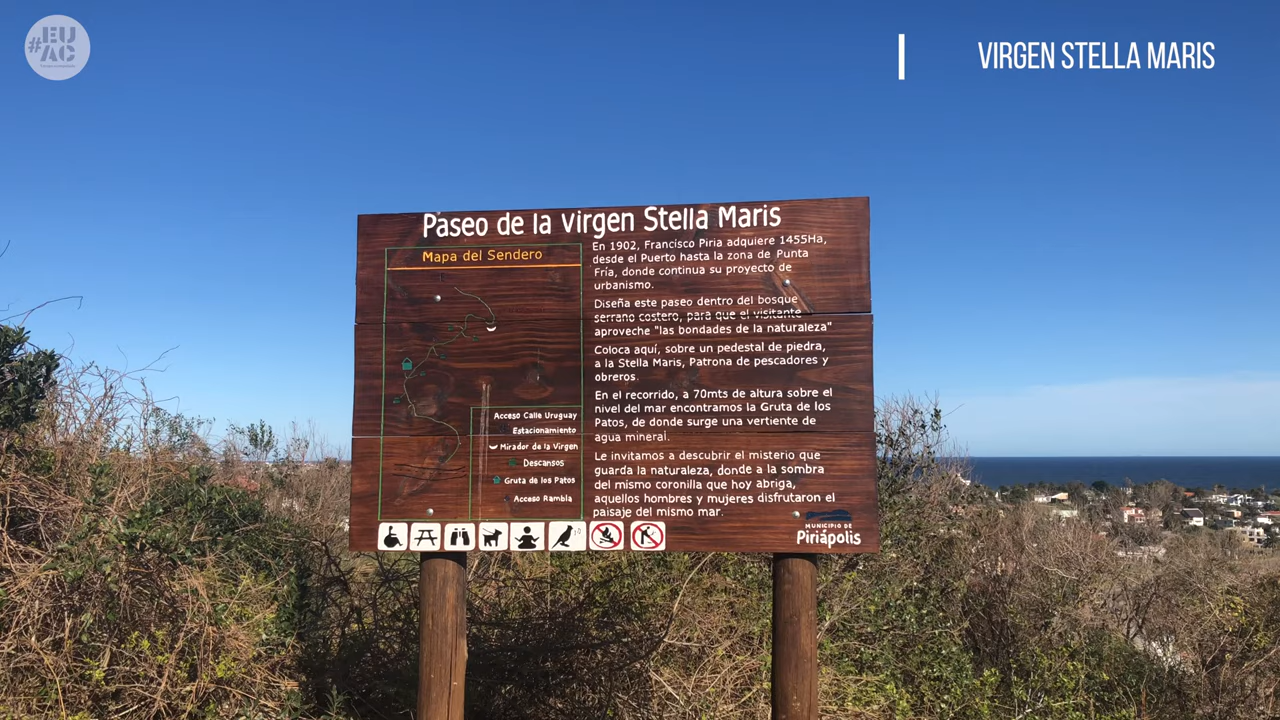 #EU
AC
VIRGEN STELLA MARIS
Paseo de la Virgen Stella Maris
Mapa del Sendero
Acceso Calle Uruguay
Estacionamiento
Mirador de la Virgen
Descansos
Gruta de los Patos
Acceso Rambla
En 1902, Francisco Piria adquiere 1455Ha,
desde el Puerto hasta la zona de Punta
Fría, donde continua su proyecto de
urbanismo.
Diseña este paseo dentro del bosque
serrano costero, para que el visitante
aproveche "las bondades de la naturaleza"
Coloca aquí, sobre un pedestal de piedra,
a la Stella Maris, Patrona de pescadores y
obreros.
En el recorrido, a 70mts de altura sobre el
nivel del mar encontramos la Gruta de los
Patos, de donde surge una vertiente de
agua mineral.
Le invitamos a descubrir el misterio que
guarda la naturaleza, donde a la sombra
del mismo coronilla que hoy abriga,
aquellos hombres y mujeres disfrutaron el
paisaje del mismo mar.
MUNICIPIO DE
Piriápolis